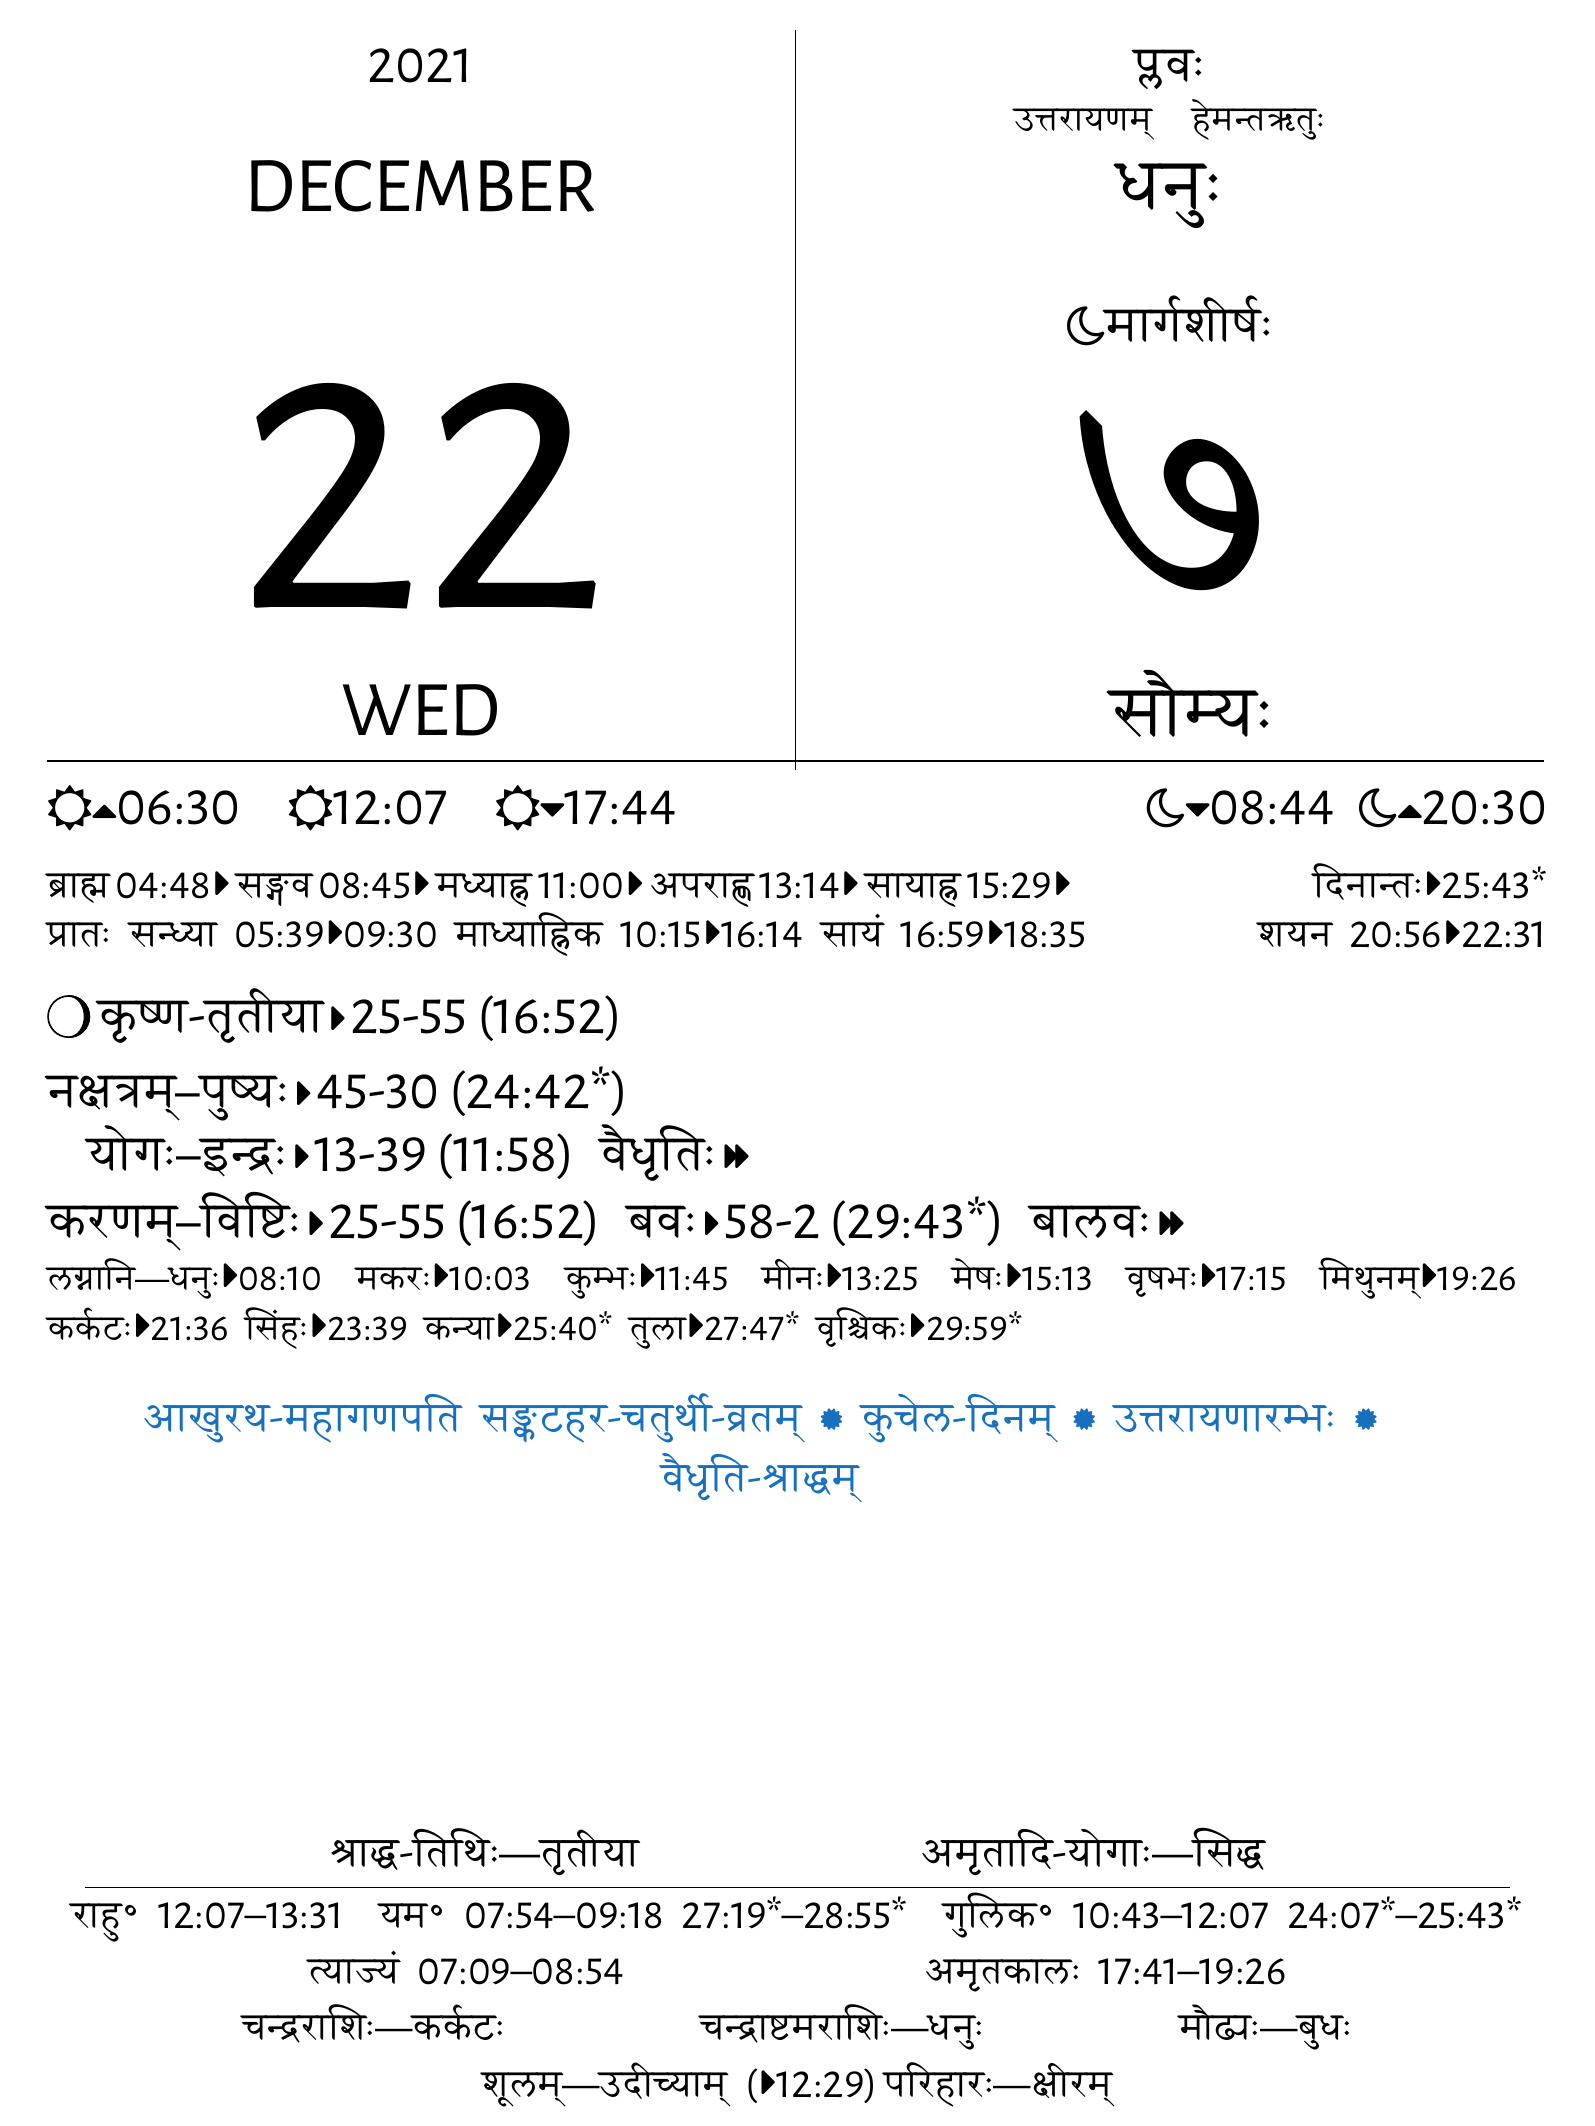 2021
DECEMBER
22
WED
प्लवः
उत्तरायणम् हेमन्तऋतुः
धनुः
मार्गशीर्षः
७
सौम्यः
06:30 12:07 17:44 08:44 20:30
ब्राह्म 04:48 सङ्गव 08:45 मध्याह्न 11:00 अपराह्ण 13:14 सायाह्न 15:29 दिनान्तः 25:43*
प्रातः सन्ध्या 05:39 09:30 माध्याह्निक 10:15 16:14 सायं 16:59 18:35 शयन 20:56 22:31
कृष्ण-तृतीया 25-55 (16:52)
नक्षत्रम्–पुष्यः 45-30 (24:42*)
योगः–इन्द्रः 13-39 (11:58) वैधृतिः
करणम्–विष्टिः 25-55 (16:52) बवः 58-2 (29:43*) बालवः
लग्नानि—धनुः 08:10 मकरः 10:03 कुम्भः 11:45 मीनः 13:25 मेषः 15:13 वृषभः 17:15 मिथुनम् 19:26
कर्कटः 21:36 सिंहः 23:39 कन्या 25:40* तुला 27:47* वृश्चिकः 29:59*
आखुरथ-महागणपति सङ्कटहर-चतुर्थी-व्रतम् ✹ कुचेल-दिनम् ✹ उत्तरायणारम्भः ✹
वैधृति-श्राद्धम्
श्राद्ध-तिथिः—तृतीया अमृतादि-योगाः—सिद्ध
राहु॰ 12:07–13:31 यम॰ 07:54–09:18 27:19*–28:55* गुलिक॰ 10:43–12:07 24:07*–25:43*
त्याज्यं 07:09–08:54 अमृतकालः 17:41–19:26
चन्द्रराशिः—कर्कटः चन्द्राष्टमराशिः—धनुः मौढ्यः—बुधः
शूलम्—उदीच्याम् (12:29) परिहारः—क्षीरम्